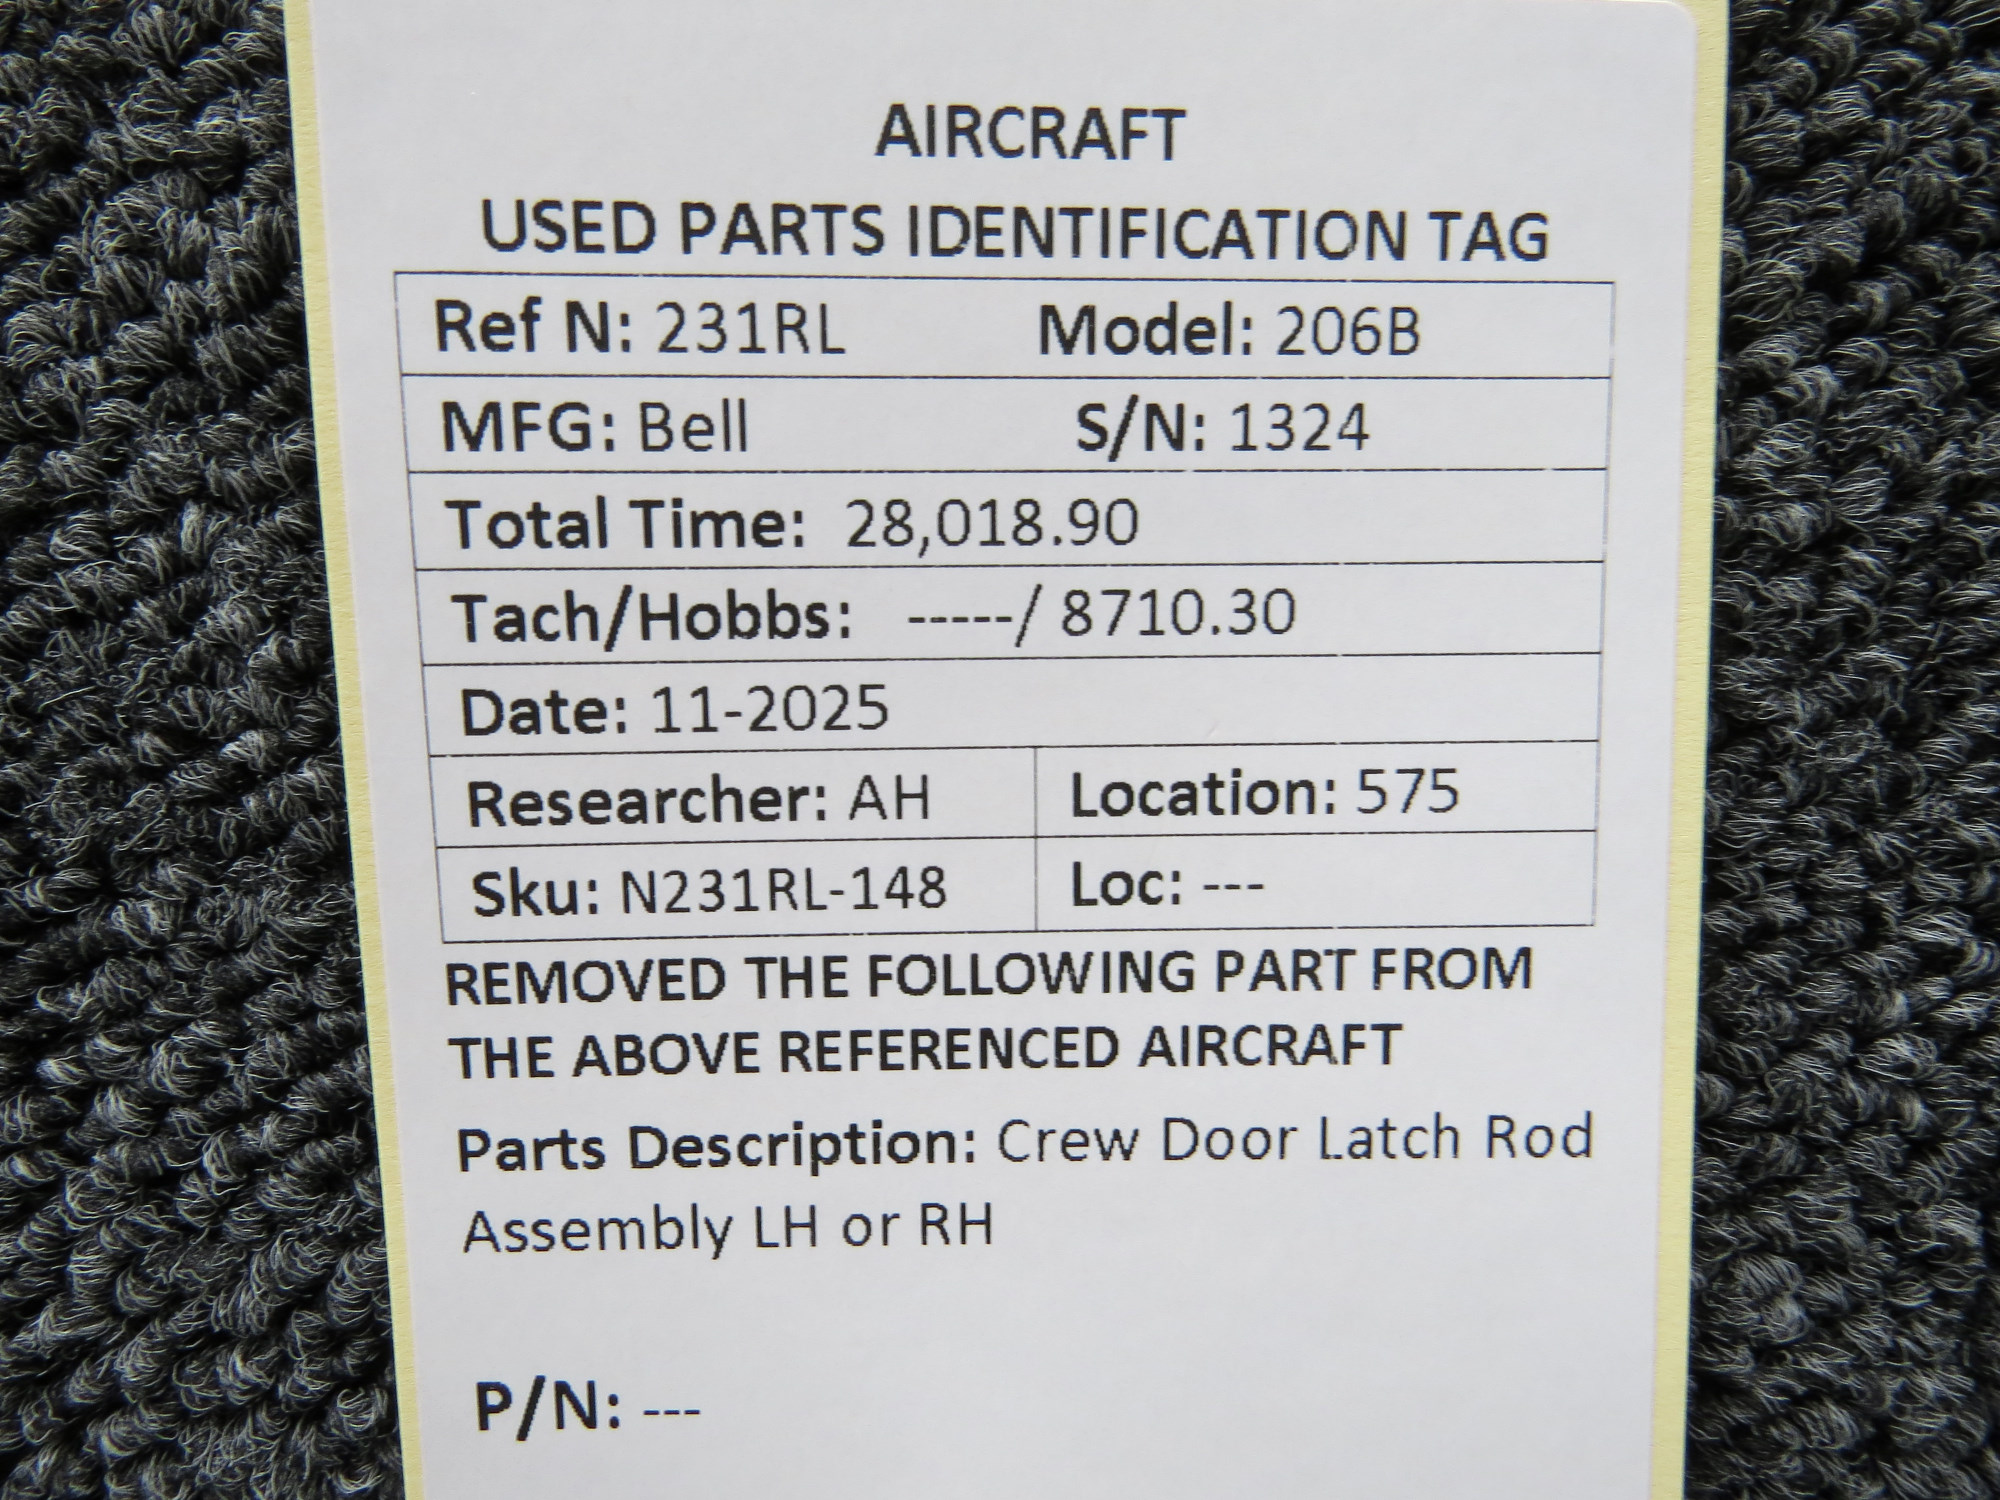 AIRCRAFT
USED PARTS IDENTIFICATION TAG
Ref N: 231RL Model: 206B
MFG: Bell S/N: 1324
Total Time: 28,018.90
Tach/Hobbs: -----/ 8710.30
Date: 11-2025
Researcher: AH Location: 575
Sku: N231RL-148 Loc: ---
REMOVED THE FOLLOWING PART FROM
THE ABOVE REFERENCED AIRCRAFT
Parts Description: Crew Door Latch Rod
Assembly LH or RH
P/N: ---